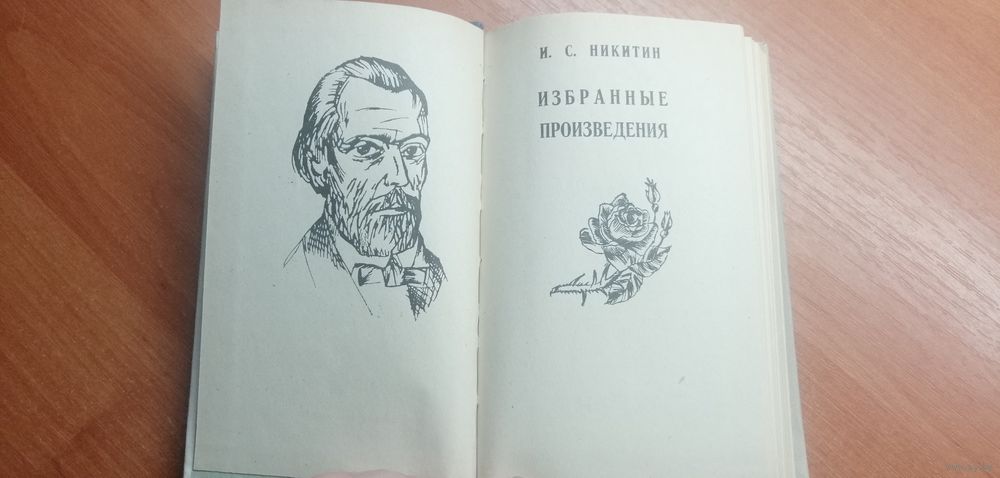 И. С. НИКИТИН
ИЗБРАННЫЕ
ПРОИЗВЕДЕНИЯ